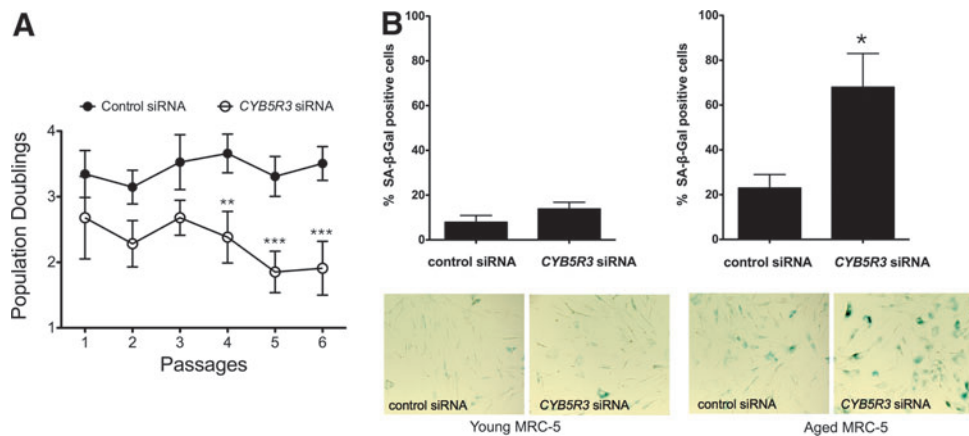 A
Control siRNA
CYB5R3 siRNA
Population Doublings
4
3
2
1
**
***
***
1 2 3 4 5 6
Passages
B
% SA-β-Gal positive cells
100
80
60
40
20
0
control siRNA CYB5R3 siRNA
% SA-β-Gal positive cells
100
80
60
40
20
0
*
control siRNA CYB5R3 siRNA
control siRNA
CYB5R3 siRNA
Young MRC-5
control siRNA
CYB5R3 siRNA
Aged MRC-5